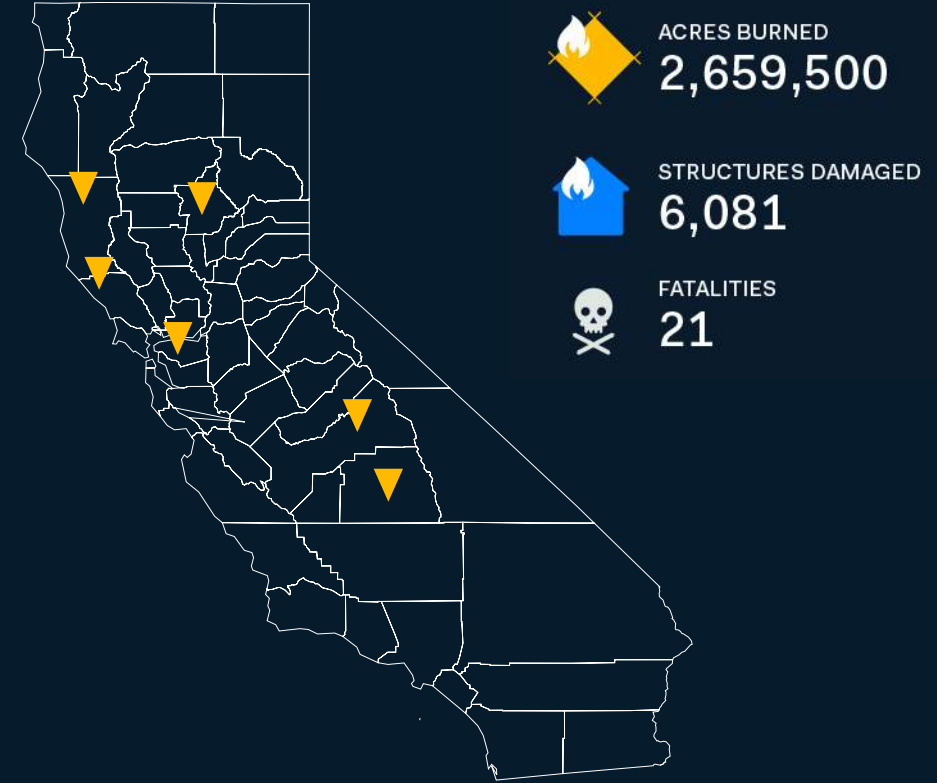 ACRES BURNED
2,659,500
STRUCTURES DAMAGED
6,081
FATALITIES
21